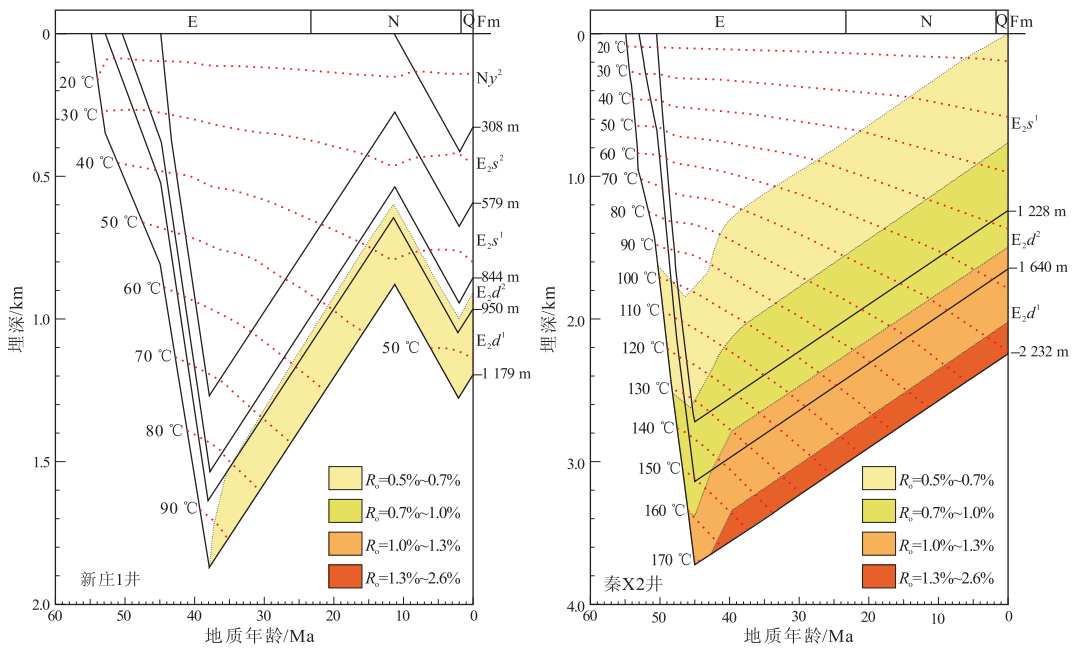 E N Q Fm
0
20 ℃
Ny²
30 ℃
308 m
40 ℃
E₂s²
0.5
579 m
50 ℃
E₂s¹
844 m
60 ℃
E₂d²
950 m
1.0
E₂d¹
70 ℃
50 ℃
1 179 m
80 ℃
1.5
90 ℃
Rₒ=0.5%~0.7%
Rₒ=0.7%~1.0%
Rₒ=1.0%~1.3%
Rₒ=1.3%~2.6%
新庄1井
2.0
60 50 40 30 20 10 0
地质年龄/Ma
埋深/km
E N Q Fm
0
20 ℃
30 ℃
40 ℃
50 ℃
E₂s¹
60 ℃
1.0
70 ℃
80 ℃
1 228 m
90 ℃
E₂d²
100 ℃
1 640 m
110 ℃
E₂d¹
2.0
120 ℃
2 232 m
130 ℃
140 ℃
150 ℃
3.0
160 ℃
170 ℃
Rₒ=0.5%~0.7%
Rₒ=0.7%~1.0%
Rₒ=1.0%~1.3%
Rₒ=1.3%~2.6%
秦X2井
4.0
60 50 40 30 20 10 0
地质年龄/Ma
埋深/km